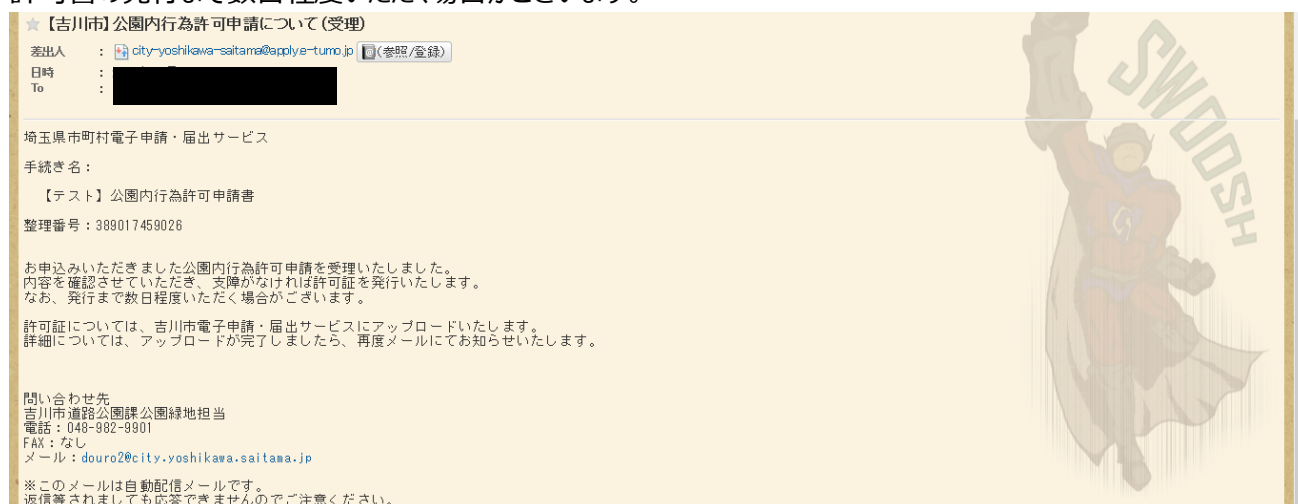 許可書の発行まで数日程度いただく場合がございます。
★【吉川市】公園内行為許可申請について(受理)
差出人 : city-yoshikawa-saitama@apply.e-tumo.jp (参照/登録)
日時 :
To :
SWOOSH
埼玉県市町村電子申請・届出サービス
手続き名:
【テスト】公園内行為許可申請書
整理番号:389017459026
お申込みいただきました公園内行為許可申請を受理いたしました。
内容を確認させていただき、支障がなければ許可証を発行いたします。
なお、発行まで数日程度いただく場合がございます。
許可証については、吉川市電子申請・届出サービスにアップロードいたします。
詳細については、アップロードが完了しましたら、再度メールにてお知らせいたします。
問い合わせ先
吉川市道路公園課公園緑地担当
電話:048-982-9901
FAX:なし
メール:douro2@city.yoshikawa.saitama.jp
※このメールは自動配信メールです。
返信等されましても応答できませんのでご注意ください。